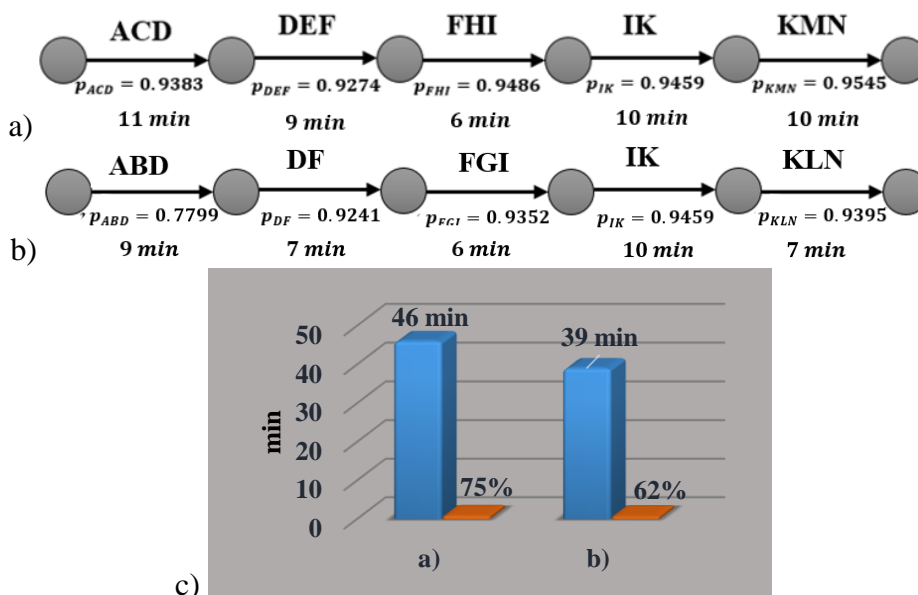 ACD DEF FHI IK KMN
p_ACD = 0.9383 p_DEF = 0.9274 p_FHI = 0.9486 p_IK = 0.9459 p_KMN = 0.9545
11 min 9 min 6 min 10 min 10 min
a)
ABD DF FGI IK KLN
p_ABD = 0.7799 p_DF = 0.9241 p_FGI = 0.9352 p_IK = 0.9459 p_KLN = 0.9395
9 min 7 min 6 min 10 min 7 min
b)
46 min
39 min
50
40
30
20
10
0
min
75% 62%
a) b)
c)